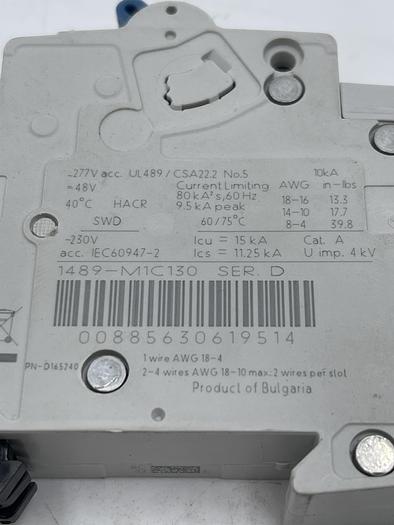 ~277V acc. UL489 / CSA22.2 No.5 10kA
=48V Current Limiting AWG in-lbs
80 kA²s, 60 Hz 18-16 13.3
40°C HACR 9.5 kA peak 14-10 17.7
SWD 60/75°C 8-4 39.8
~230V Icu = 15 kA Cat. A
acc. IEC60947-2 Ics = 11.25 kA U imp. 4 kV
1489-M1C130 SER. D
00885630619514
1 wire AWG 18-4
PN-D165240
2-4 wires AWG 18-10 max.: 2 wires per slot
Product of Bulgaria